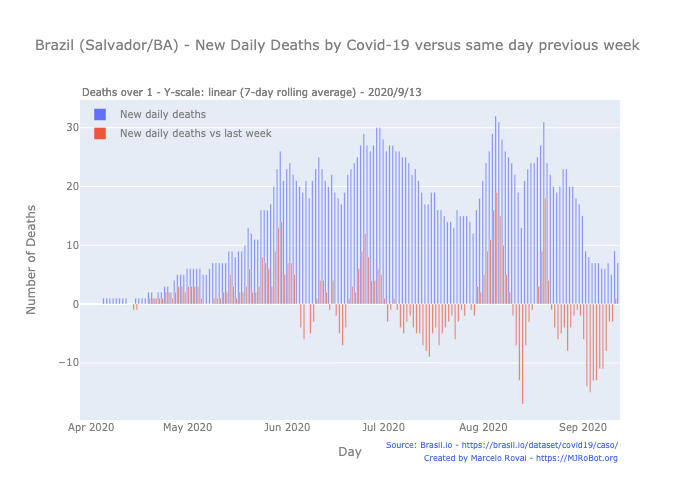 Brazil (Salvador/BA) - New Daily Deaths by Covid-19 versus same day previous week
Deaths over 1 - Y-scale: linear (7-day rolling average) - 2020/9/13
New daily deaths
New daily deaths vs last week
30
20
10
0
−10
Number of Deaths
Apr 2020 May 2020 Jun 2020 Jul 2020 Aug 2020 Sep 2020
Day
Source: Brasil.io - https://brasil.io/dataset/covid19/caso/
Created by Marcelo Rovai - https://MJRoBot.org